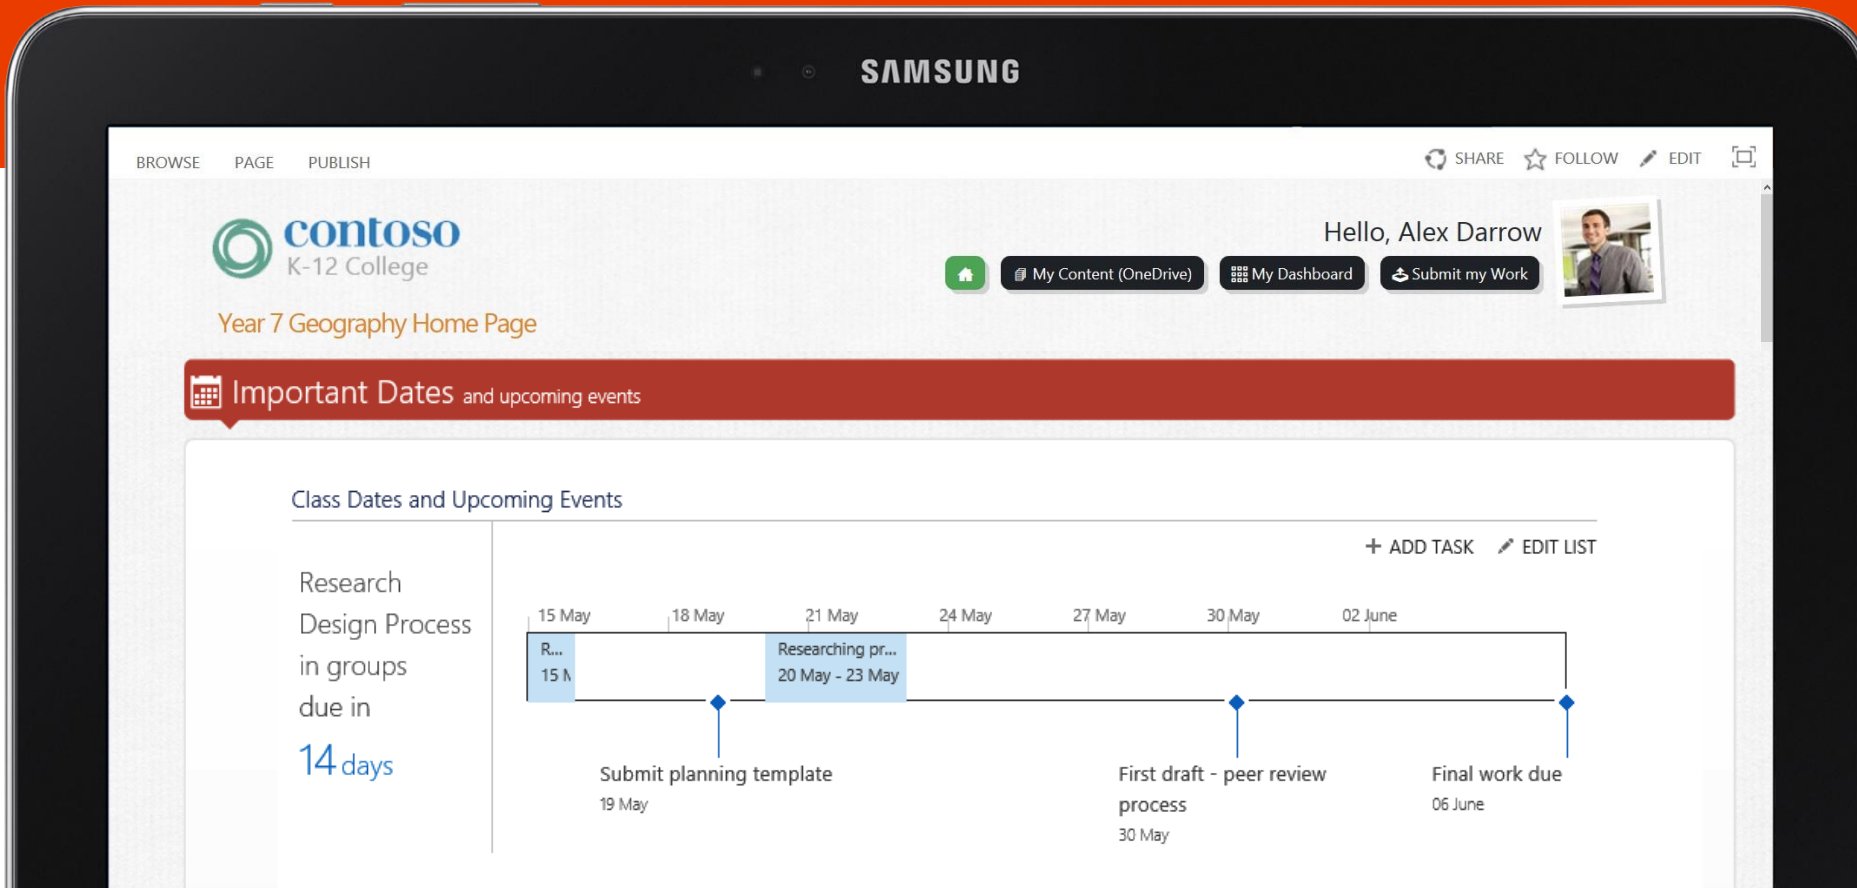 SAMSUNG
BROWSE PAGE PUBLISH
SHARE FOLLOW EDIT
contoso
K-12 College
Hello, Alex Darrow
My Content (OneDrive) My Dashboard Submit my Work
Year 7 Geography Home Page
Important Dates and upcoming events
Class Dates and Upcoming Events
+ ADD TASK EDIT LIST
Research
Design Process
in groups
due in
14 days
15 May 18 May 21 May 24 May 27 May 30 May 02 June
R... Researching pr...
15 M 20 May - 23 May
Submit planning template
19 May
First draft - peer review
process
30 May
Final work due
06 June